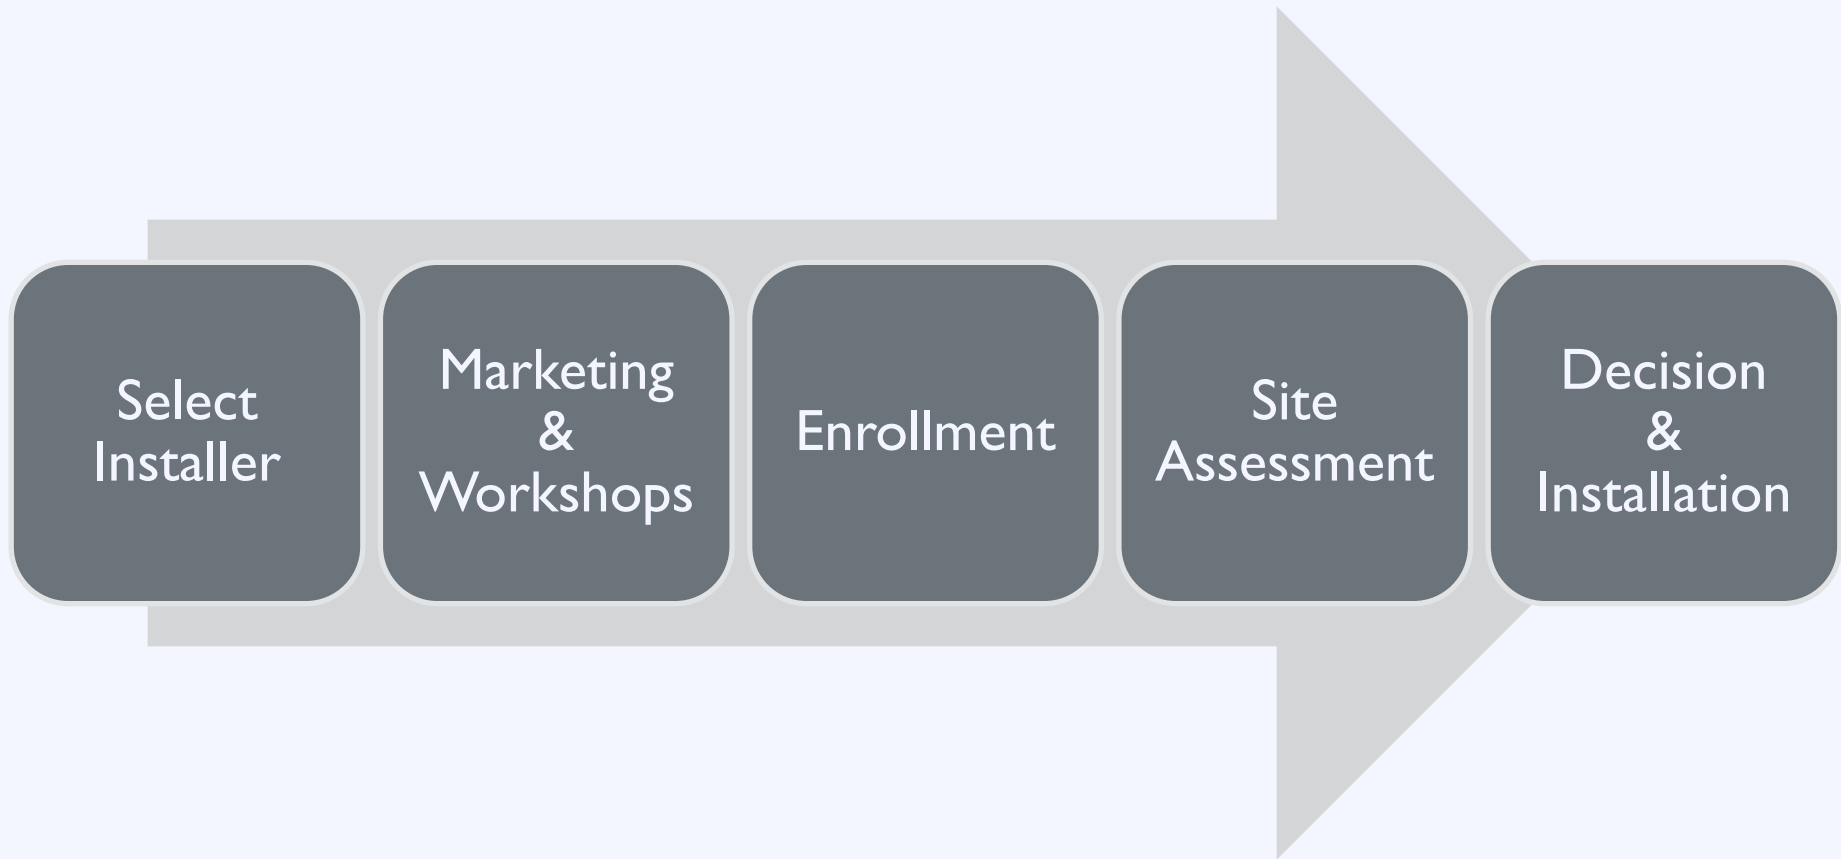 Select
Installer
Marketing
&
Workshops
Enrollment
Site
Assessment
Decision
&
Installation